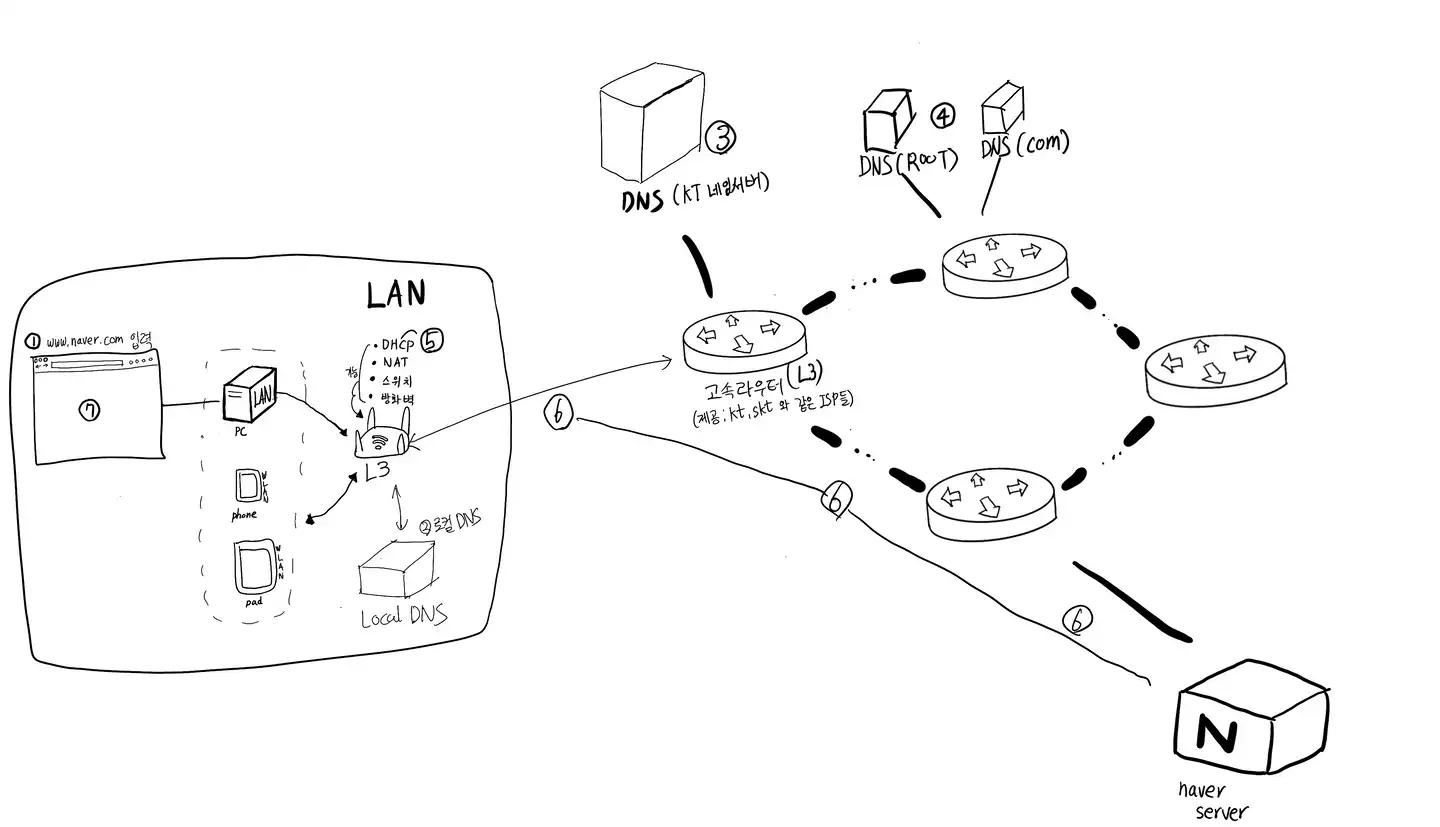 ③
DNS (KT 네임서버)
④
DNS(ROOT)
DNS(com)
LAN
① www.naver.com 입력
⑦
기능
• DHCP ⑤
• NAT
• 스위치
• 방화벽
LAN
PC
L3
WLAN
phone
WLAN
pad
② 로컬 DNS
Local DNS
고속라우터(L3)
(제공: kt, skt 와 같은 ISP들)
⑥
⑥
⑥
N
naver
server